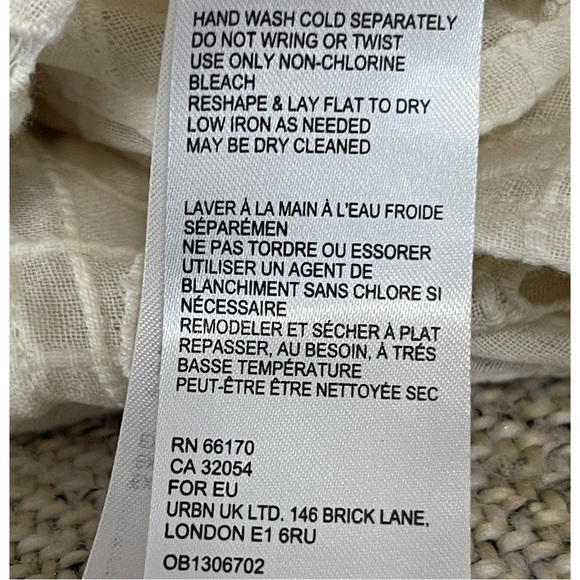 HAND WASH COLD SEPARATELY
DO NOT WRING OR TWIST
USE ONLY NON-CHLORINE
BLEACH
RESHAPE & LAY FLAT TO DRY
LOW IRON AS NEEDED
MAY BE DRY CLEANED
LAVER À LA MAIN À L'EAU FROIDE
SÉPARÉMEN
NE PAS TORDRE OU ESSORER
UTILISER UN AGENT DE
BLANCHIMENT SANS CHLORE SI
NÉCESSAIRE
REMODELER ET SÉCHER À PLAT
REPASSER, AU BESOIN, À TRÉS
BASSE TEMPÉRATURE
PEUT-ÊTRE ÊTRE NETTOYÉE SEC
RN 66170
CA 32054
FOR EU
URBN UK LTD. 146 BRICK LANE,
LONDON E1 6RU
OB1306702